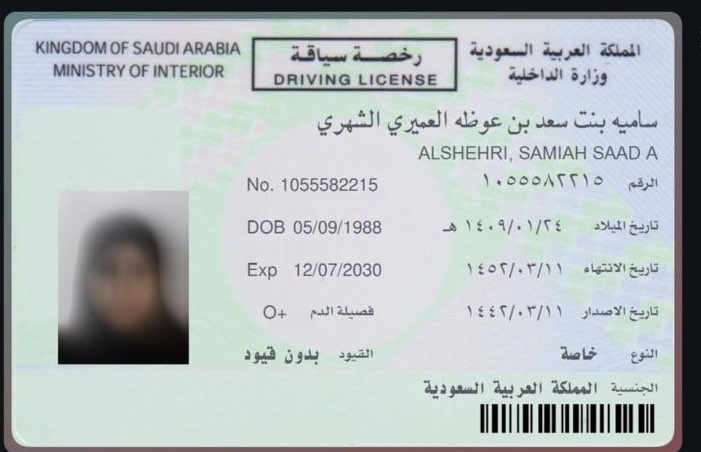 KINGDOM OF SAUDI ARABIA
MINISTRY OF INTERIOR
رخصة سياقة
DRIVING LICENSE
المملكة العربية السعودية
وزارة الداخلية
ساميه بنت سعد بن عوظه العميري الشهري
ALSHEHRI, SAMIAH SAAD A
No. 1055582215
الرقم ١٠٥٥٥٨٢٢١٥
DOB 05/09/1988
تاريخ الميلاد ١٤٠٩/٠١/٢٤ هـ
Exp 12/07/2030
تاريخ الانتهاء ١٤٥٢/٠٣/١١
O+ فصيلة الدم
تاريخ الاصدار ١٤٤٢/٠٣/١١
النوع خاصة
القيود بدون قيود
الجنسية المملكة العربية السعودية